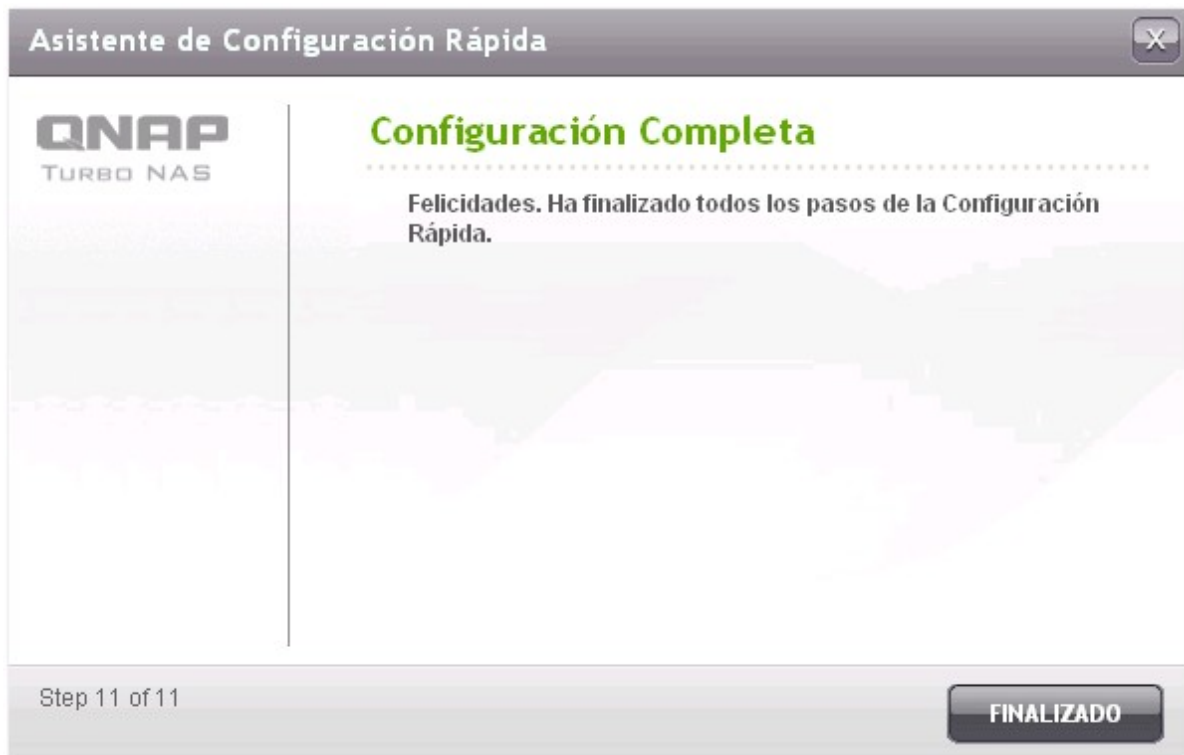 Asistente de Configuración Rápida
X
QNAP
TURBO NAS
Configuración Completa
Felicidades. Ha finalizado todos los pasos de la Configuración
Rápida.
Step 11 of 11
FINALIZADO